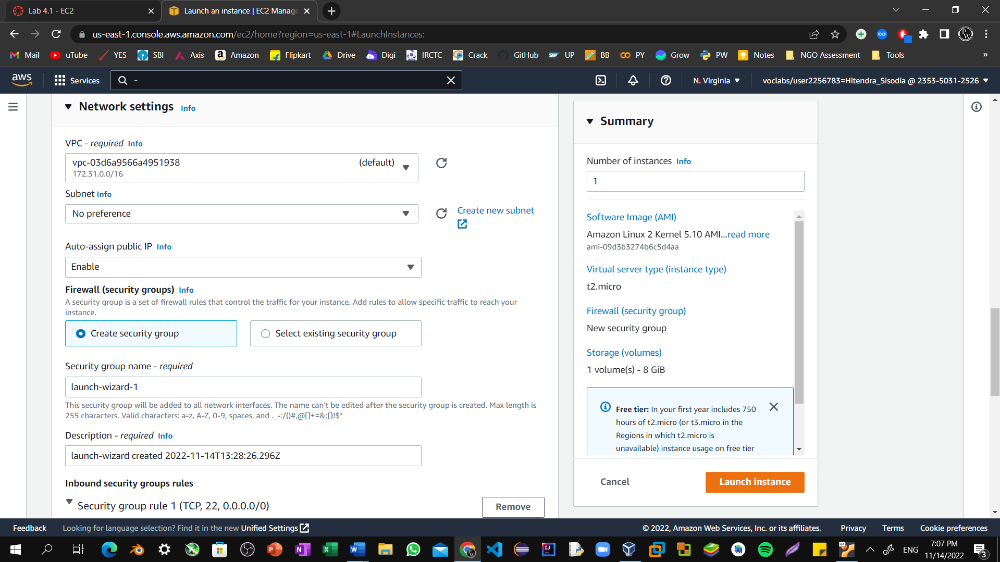 Lab 4.1 - EC2
Launch an instance | EC2 Manage
us-east-1.console.aws.amazon.com/ec2/home?region=us-east-1#LaunchInstances:
Mail
uTube
YES
SBI
Axis
Amazon
Flipkart
Drive
Digi
IRCTC
Crack
GitHub
UP
BB
PY
Grow
PW
Notes
NGO Assessment
Tools
»
aws
Services
-
N. Virginia
voclabs/user2256783=Hitendra_Sisodia @ 2353-5031-2526
Network settings Info
VPC - required Info
vpc-03d6a9566a4951938 (default)
172.31.0.0/16
Subnet Info
No preference
Create new subnet
Auto-assign public IP Info
Enable
Firewall (security groups) Info
A security group is a set of firewall rules that control the traffic for your instance. Add rules to allow specific traffic to reach your
instance.
Create security group
Select existing security group
Security group name - required
launch-wizard-1
This security group will be added to all network interfaces. The name can't be edited after the security group is created. Max length is
255 characters. Valid characters: a-z, A-Z, 0-9, spaces, and ._-:/()#,@[]+=&;{}!$*
Description - required Info
launch-wizard created 2022-11-14T13:28:26.296Z
Inbound security groups rules
Security group rule 1 (TCP, 22, 0.0.0.0/0)
Remove
Summary
Number of instances Info
1
Software Image (AMI)
Amazon Linux 2 Kernel 5.10 AMI...read more
ami-09d3b3274b6c5d4aa
Virtual server type (instance type)
t2.micro
Firewall (security group)
New security group
Storage (volumes)
1 volume(s) - 8 GiB
Free tier: In your first year includes 750
hours of t2.micro (or t3.micro in the
Regions in which t2.micro is
unavailable) instance usage on free tier
Cancel
Launch instance
Feedback
Looking for language selection? Find it in the new Unified Settings
© 2022, Amazon Web Services, Inc. or its affiliates.
Privacy
Terms
Cookie preferences
ENG
7:07 PM
11/14/2022
3